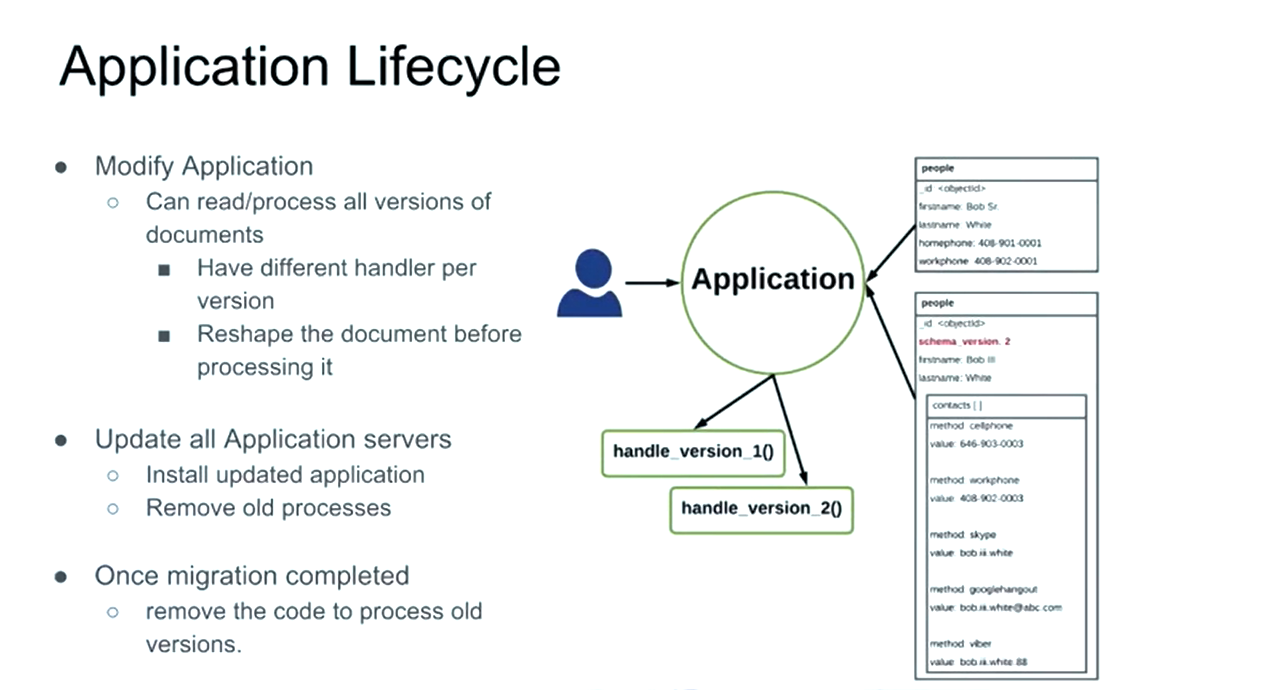 Application Lifecycle
● Modify Application
○ Can read/process all versions of
documents
■ Have different handler per
version
■ Reshape the document before
processing it
● Update all Application servers
○ Install updated application
○ Remove old processes
● Once migration completed
○ remove the code to process old
versions.
Application
handle_version_1()
handle_version_2()
people
_id <objectId>
firstname: Bob Sr.
lastname: White
homephone: 408-901-0001
workphone 408-902-0001
people
_id <objectId>
schema_version. 2
firstname: Bob III
lastname: White
contacts [ ]
method cellphone
value: 646-903-0003
method workphone
value 408-902-0003
method skype
value bob.iii.white
method googlehangout
value: bob.iii.white@abc.com
method viber
value bob.iii.white.88